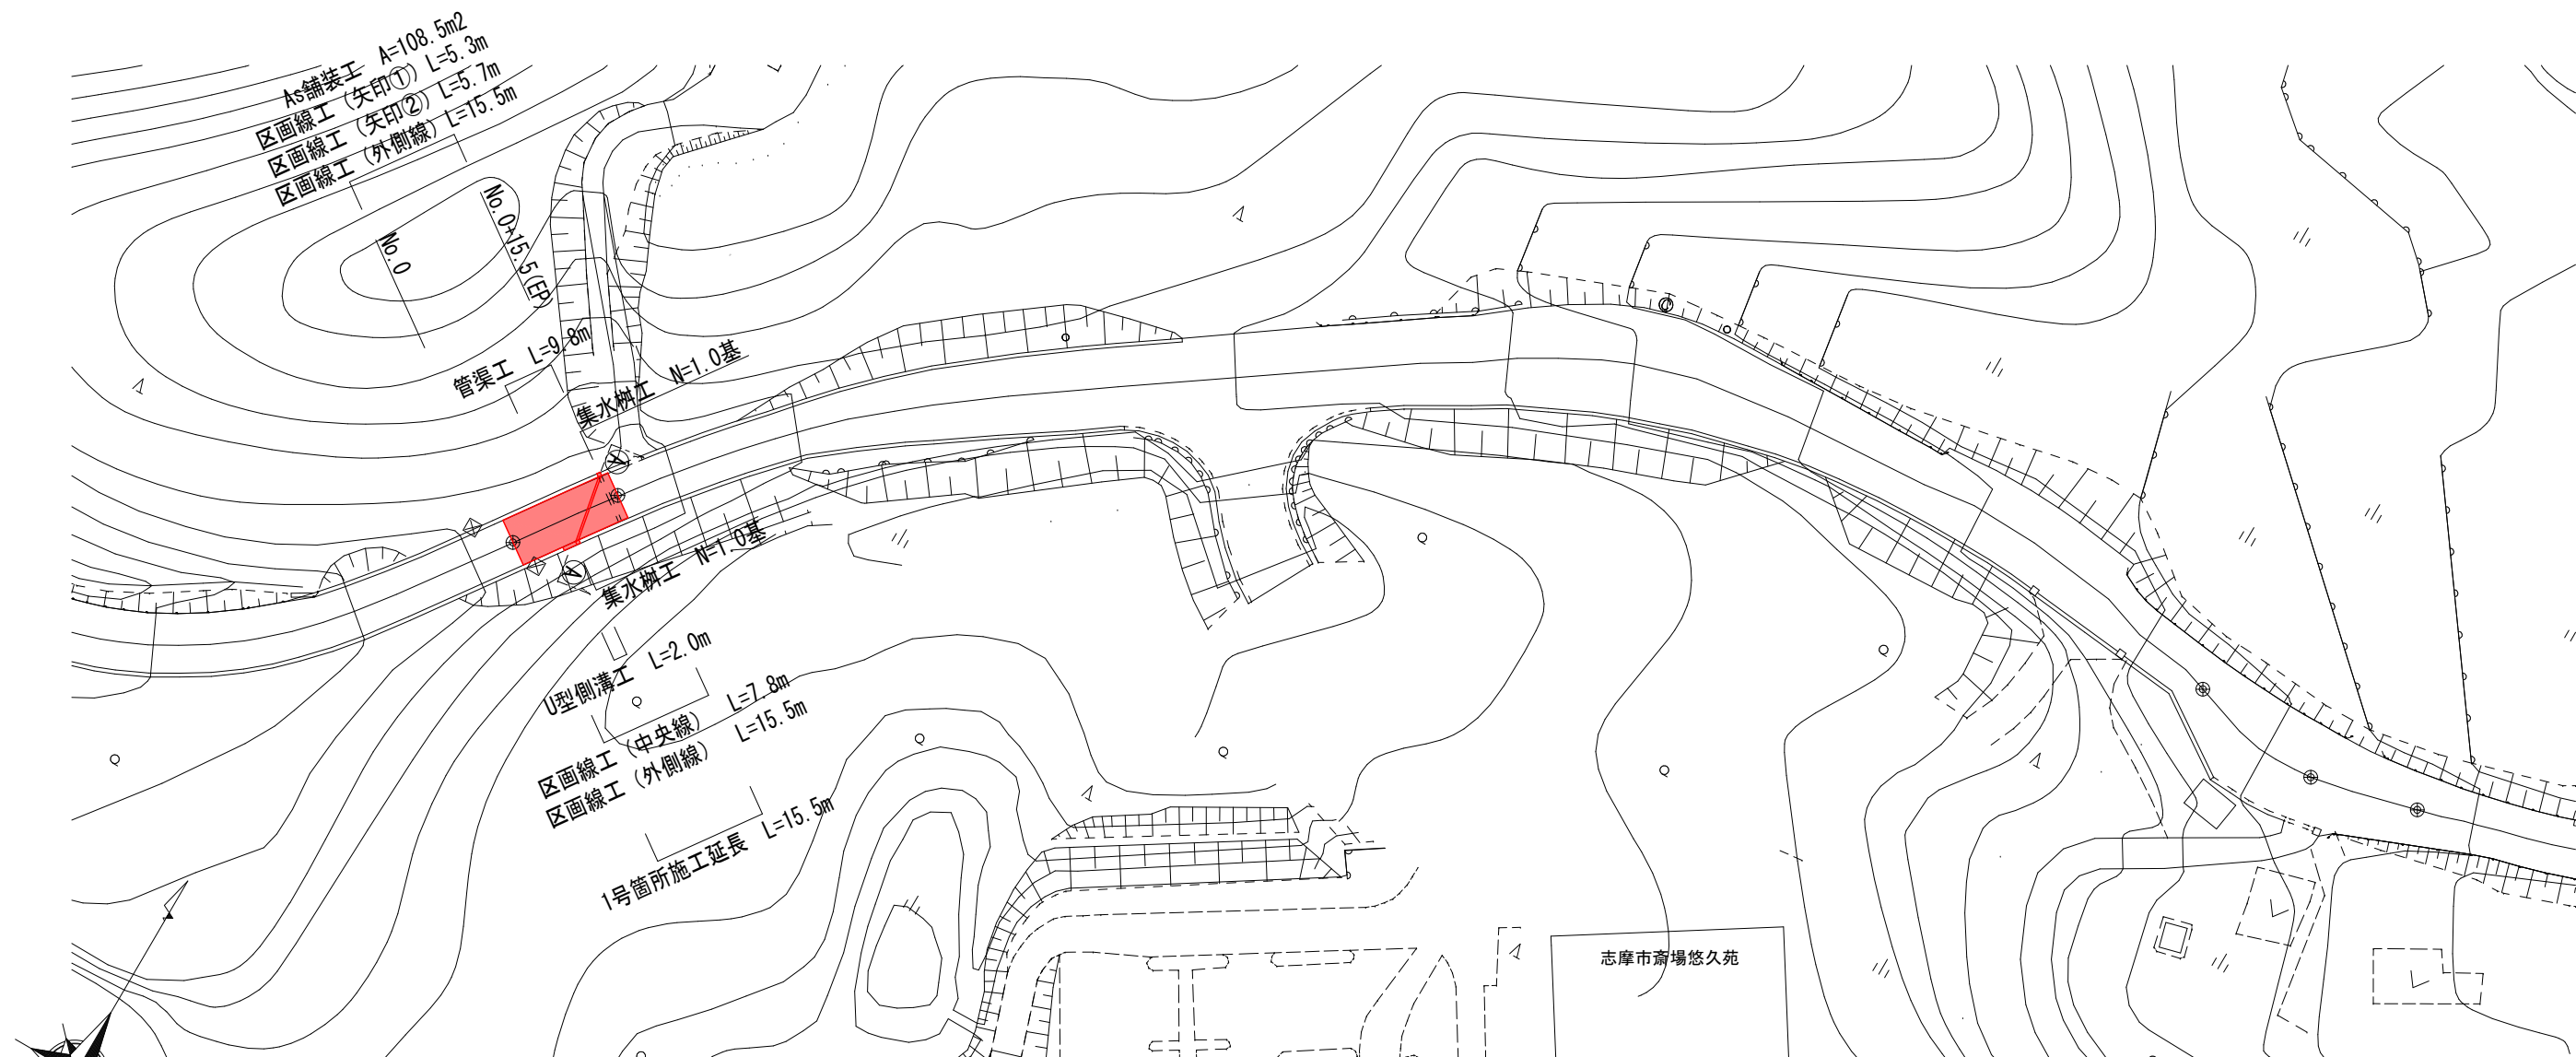 As舗装工　A=108.5m2
区画線工（矢印①）L=5.3m
区画線工（矢印②）L=5.7m
区画線工（外側線）L=15.5m
No.0
No.0+15.5(EP)
管渠工　L=9.8m
集水桝工　N=1.0基
集水桝工　N=1.0基
U型側溝工　L=2.0m
区画線工（中央線）　L=7.8m
区画線工（外側線）　L=15.5m
1号箇所施工延長　L=15.5m
志摩市斎場悠久苑